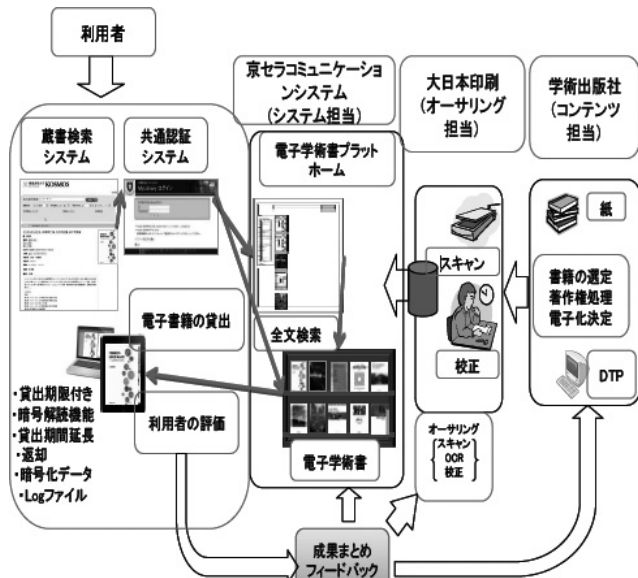 利用者
京セラコミュニケーショ
ンシステム
(システム担当)
大日本印刷
(オーサリング
担当)
学術出版社
(コンテンツ
担当)
蔵書検索
システム
共通認証
システム
電子学術書プラット
ホーム
KOSMOS
ログイン
紙
スキャン
書籍の選定
著作権処理
電子化決定
電子書籍の貸出
全文検索
校正
DTP
・貸出期限付き
・暗号解読機能
・貸出期間延長
・返却
・暗号化データ
・Logファイル
利用者の評価
電子学術書
オーサリング
スキャン
OCR
校正
成果まとめ
フィードバック